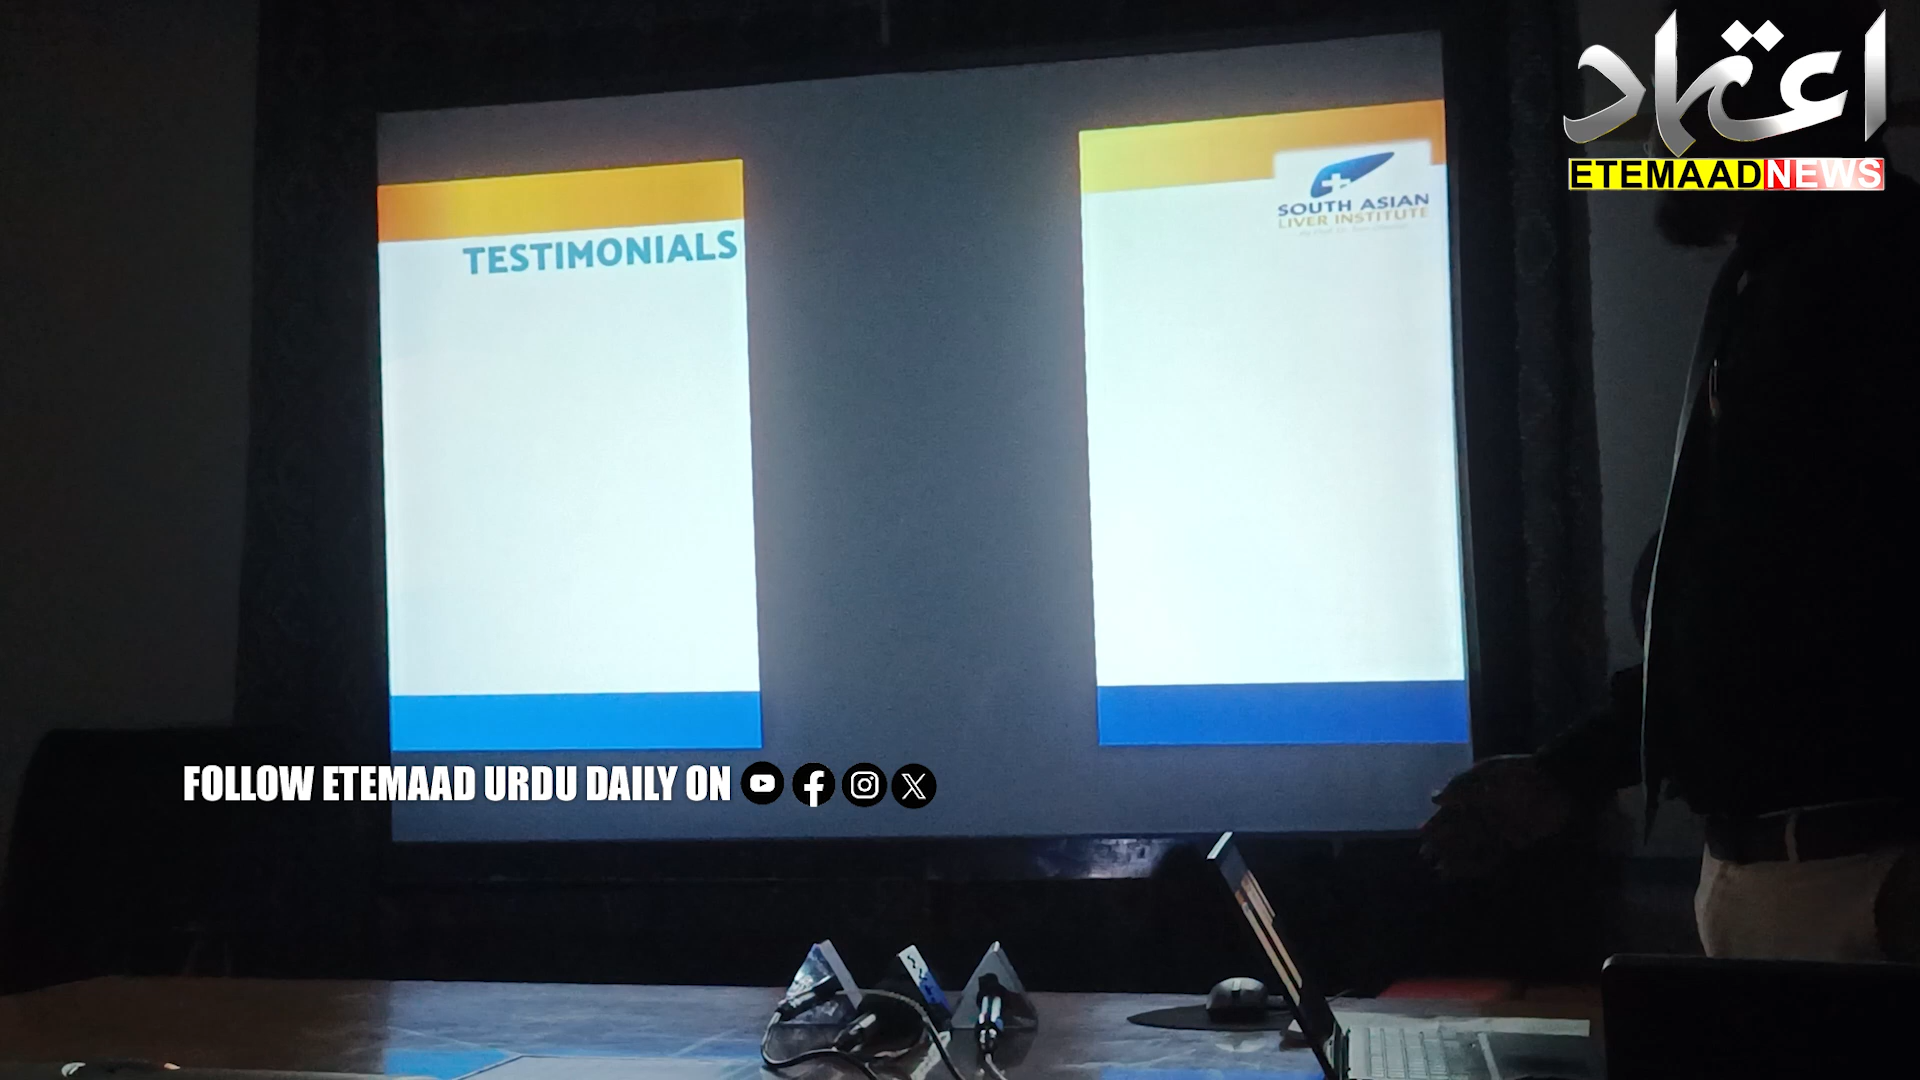 اعتماد
ETEMAADNEWS
TESTIMONIALS
SOUTH ASIAN
LIVER INSTITUTE
FOLLOW ETEMAAD URDU DAILY ON